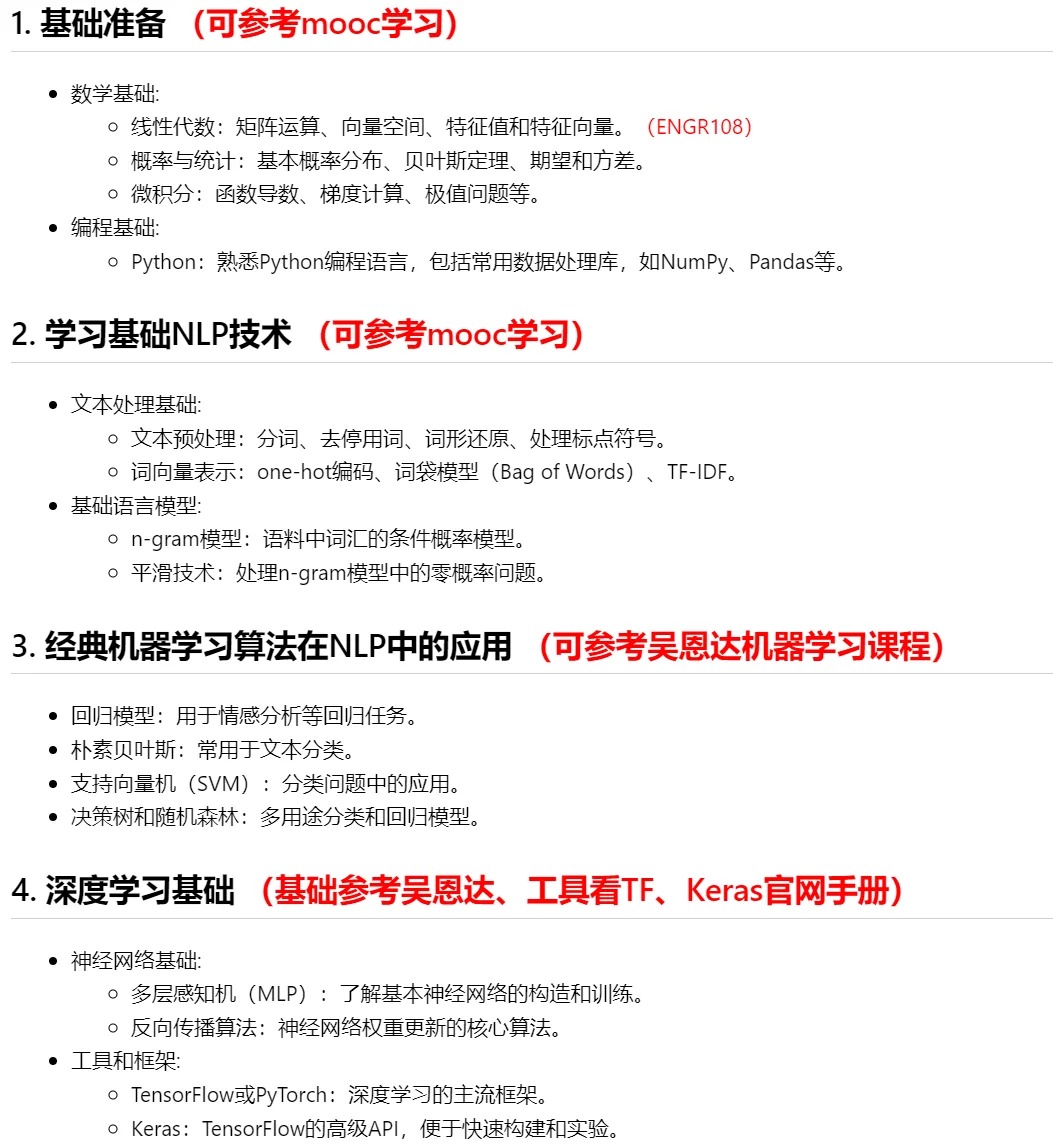 1. 基础准备 （可参考mooc学习）
数学基础:
线性代数：矩阵运算、向量空间、特征值和特征向量。（ENGR108）
概率与统计：基本概率分布、贝叶斯定理、期望和方差。
微积分：函数导数、梯度计算、极值问题等。
编程基础:
Python：熟悉Python编程语言，包括常用数据处理库，如NumPy、Pandas等。
2. 学习基础NLP技术 （可参考mooc学习）
文本处理基础:
文本预处理：分词、去停用词、词形还原、处理标点符号。
词向量表示：one-hot编码、词袋模型（Bag of Words）、TF-IDF。
基础语言模型:
n-gram模型：语料中词汇的条件概率模型。
平滑技术：处理n-gram模型中的零概率问题。
3. 经典机器学习算法在NLP中的应用 （可参考吴恩达机器学习课程）
回归模型：用于情感分析等回归任务。
朴素贝叶斯：常用于文本分类。
支持向量机（SVM）：分类问题中的应用。
决策树和随机森林：多用途分类和回归模型。
4. 深度学习基础 （基础参考吴恩达、工具看TF、Keras官网手册）
神经网络基础:
多层感知机（MLP）：了解基本神经网络的构造和训练。
反向传播算法：神经网络权重更新的核心算法。
工具和框架:
TensorFlow或PyTorch：深度学习的主流框架。
Keras：TensorFlow的高级API，便于快速构建和实验。